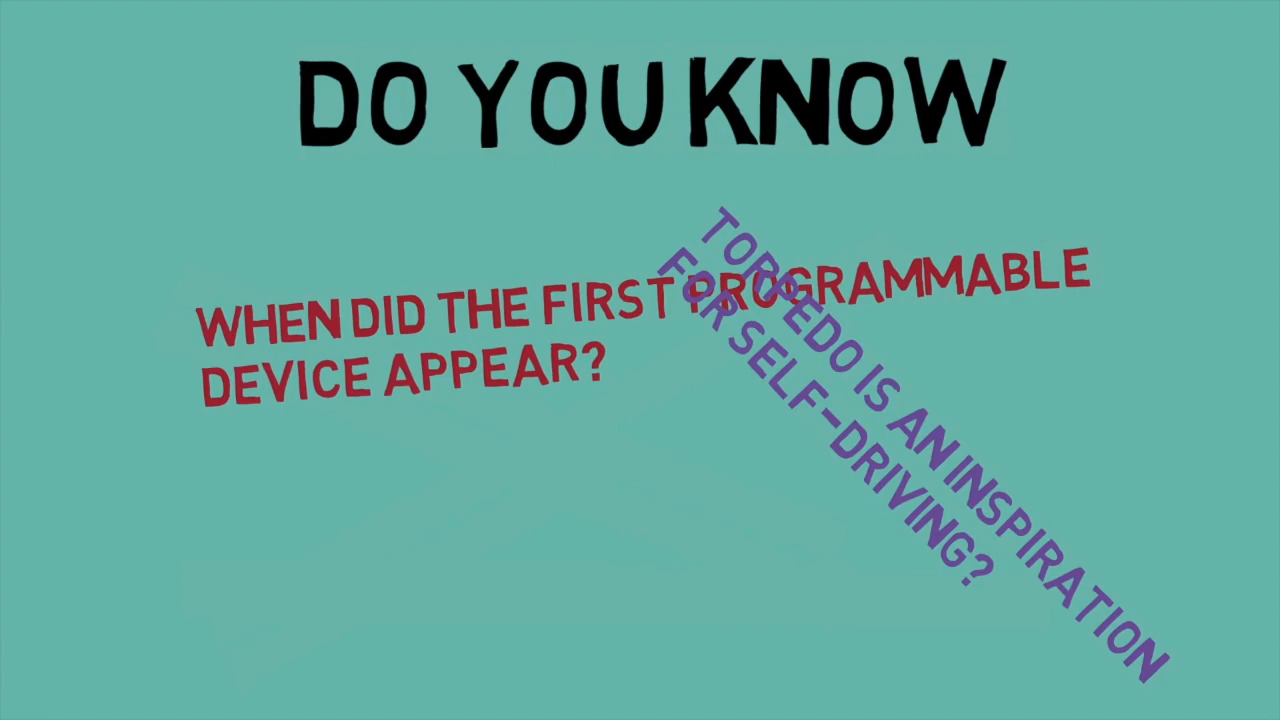 DO YOU KNOW
WHEN DID THE FIRST PROGRAMMABLE
DEVICE APPEAR?
TORPEDO IS AN INSPIRATION
FOR SELF-DRIVING?